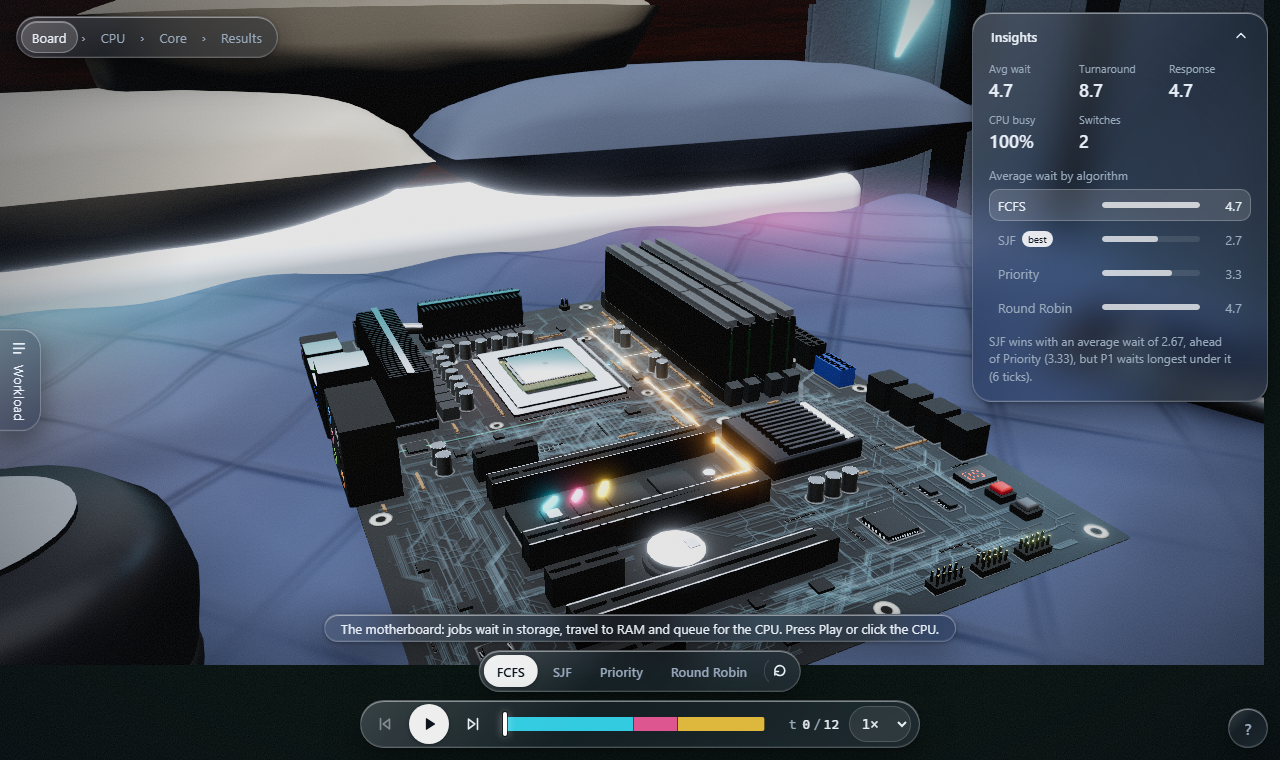 Board › CPU › Core › Results
Insights
Avg wait Turnaround Response
4.7 8.7 4.7
CPU busy Switches
100% 2
Average wait by algorithm
FCFS 4.7
SJF best 2.7
Priority 3.3
Round Robin 4.7
SJF wins with an average wait of 2.67, ahead
of Priority (3.33), but P1 waits longest under it
(6 ticks).
Workload
The motherboard: jobs wait in storage, travel to RAM and queue for the CPU. Press Play or click the CPU.
FCFS SJF Priority Round Robin
t 0 / 12 1×
?